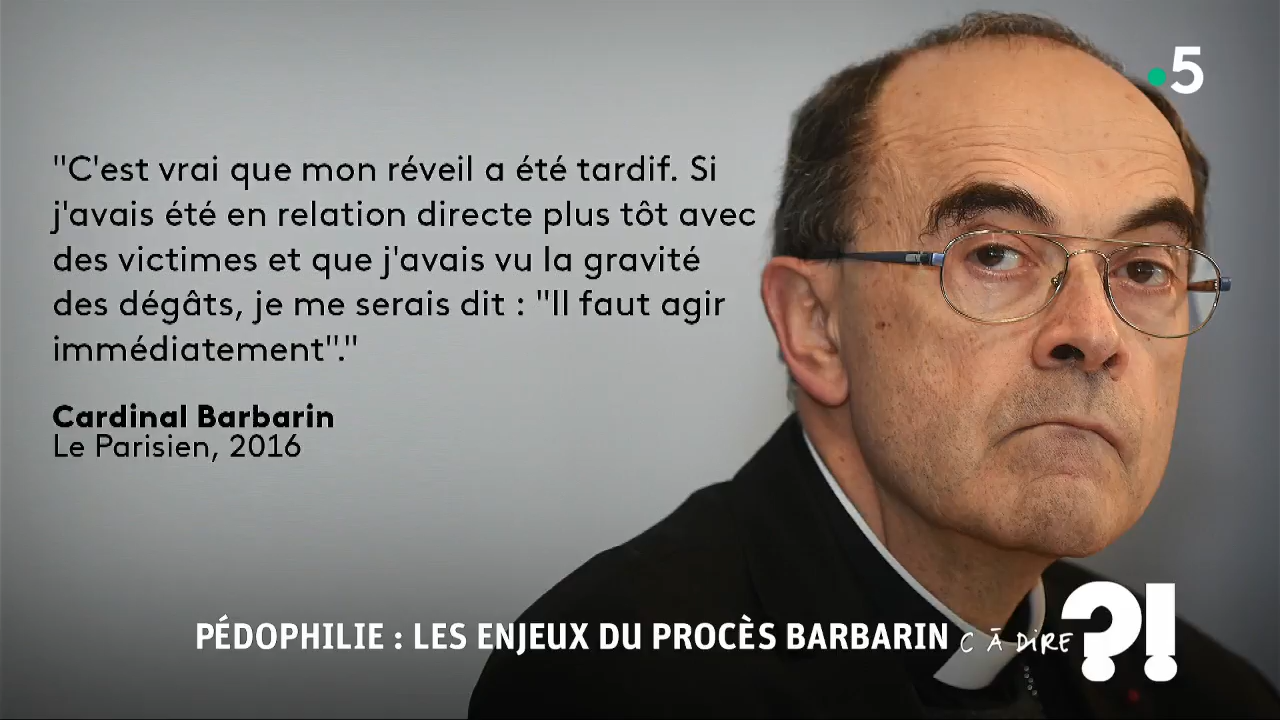 5
"C'est vrai que mon réveil a été tardif. Si
j'avais été en relation directe plus tôt avec
des victimes et que j'avais vu la gravité
des dégâts, je me serais dit : "Il faut agir
immédiatement"."
Cardinal Barbarin
Le Parisien, 2016
PÉDOPHILIE : LES ENJEUX DU PROCÈS BARBARIN C À DIRE ?!